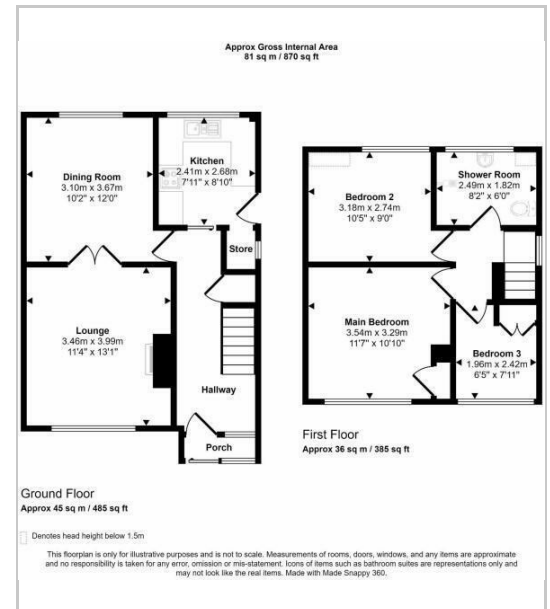 Approx Gross Internal Area
81 sq m / 870 sq ft
Dining Room
3.10m x 3.67m
10'2" x 12'0"
Kitchen
2.41m x 2.68m
7'11" x 8'10"
Store
Lounge
3.46m x 3.99m
11'4" x 13'1"
Hallway
Porch
Bedroom 2
3.18m x 2.74m
10'5" x 9'0"
Shower Room
2.49m x 1.82m
8'2" x 6'0"
Main Bedroom
3.54m x 3.29m
11'7" x 10'10"
Bedroom 3
1.96m x 2.42m
6'5" x 7'11"
First Floor
Approx 36 sq m / 385 sq ft
Ground Floor
Approx 45 sq m / 485 sq ft
Denotes head height below 1.5m
This floorplan is only for illustrative purposes and is not to scale. Measurements of rooms, doors, windows, and any items are approximate
and no responsibility is taken for any error, omission or mis-statement. Icons of items such as bathroom suites are representations only and
may not look like the real items. Made with Made Snappy 360.